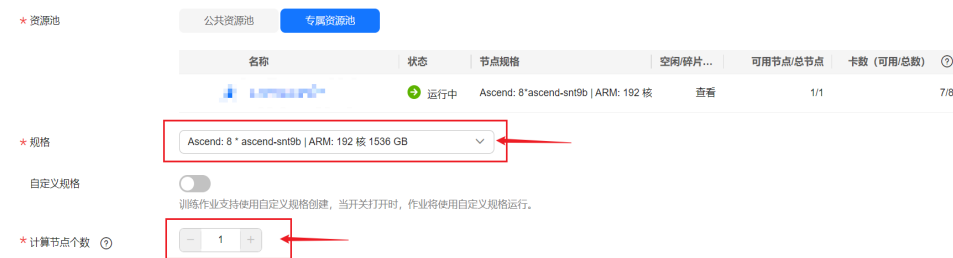 * 资源池 公共资源池 专属资源池
名称 状态 节点规格 空闲/碎片... 可用节点/总节点 卡数（可用/总数） ?
运行中 Ascend: 8*ascend-snt9b | ARM: 192 核 查看 1/1 7/8
* 规格 Ascend: 8 * ascend-snt9b | ARM: 192 核 1536 GB
自定义规格
训练作业支持使用自定义规格创建，当开关打开时，作业将使用自定义规格运行。
* 计算节点个数 ? − 1 +